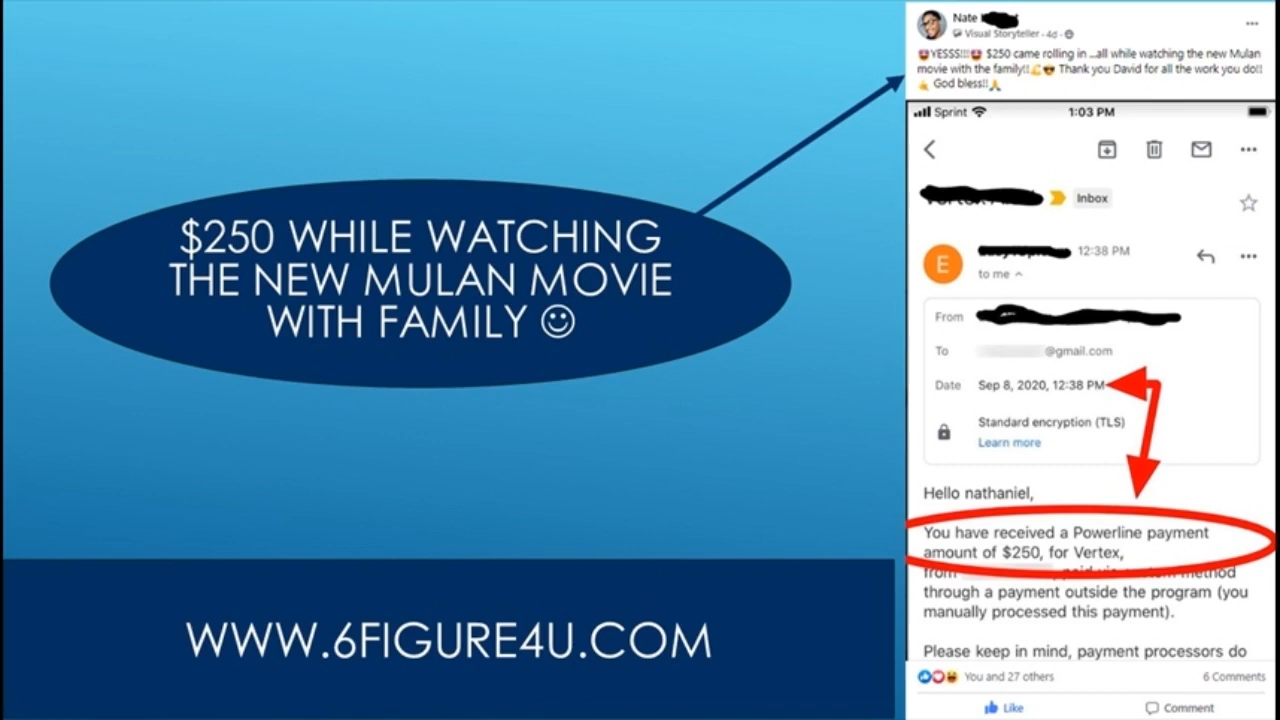 $250 WHILE WATCHING
THE NEW MULAN MOVIE
WITH FAMILY ☺
WWW.6FIGURE4U.COM
Nate
Visual Storyteller · 4d ·
😍YESSS!!!😍 $250 came rolling in ...all while watching the new Mulan
movie with the family!!💪😎 Thank you David for all the work you do!!
🤙 God bless!!🙏
Sprint 1:03 PM
Inbox
E
12:38 PM
to me
From
To @gmail.com
Date Sep 8, 2020, 12:38 PM
Standard encryption (TLS)
Learn more
Hello nathaniel,
You have received a Powerline payment
amount of $250, for Vertex,
from paid via custom method
through a payment outside the program (you
manually processed this payment).
Please keep in mind, payment processors do
You and 27 others 6 Comments
Like Comment